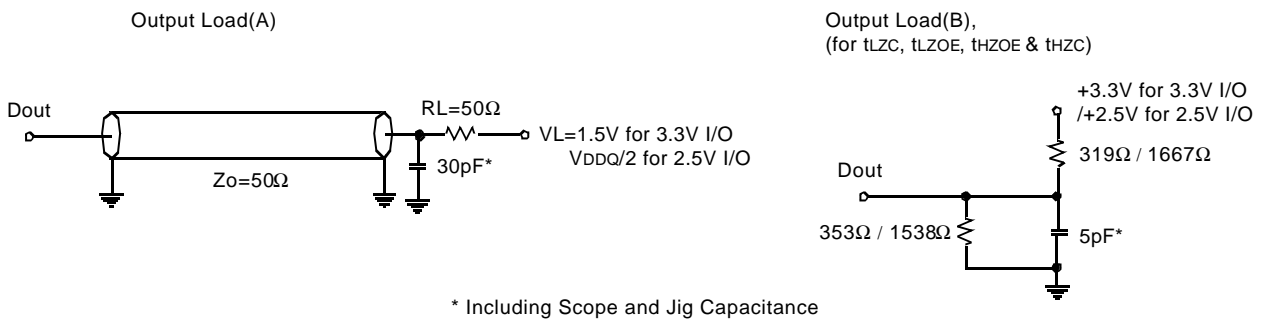 Output Load(A)
Dout
Zo=50Ω
RL=50Ω
30pF*
VL=1.5V for 3.3V I/O
VDDQ/2 for 2.5V I/O
Output Load(B),
(for tLZC, tLZOE, tHZOE & tHZC)
+3.3V for 3.3V I/O
/+2.5V for 2.5V I/O
319Ω / 1667Ω
Dout
353Ω / 1538Ω
5pF*
* Including Scope and Jig Capacitance